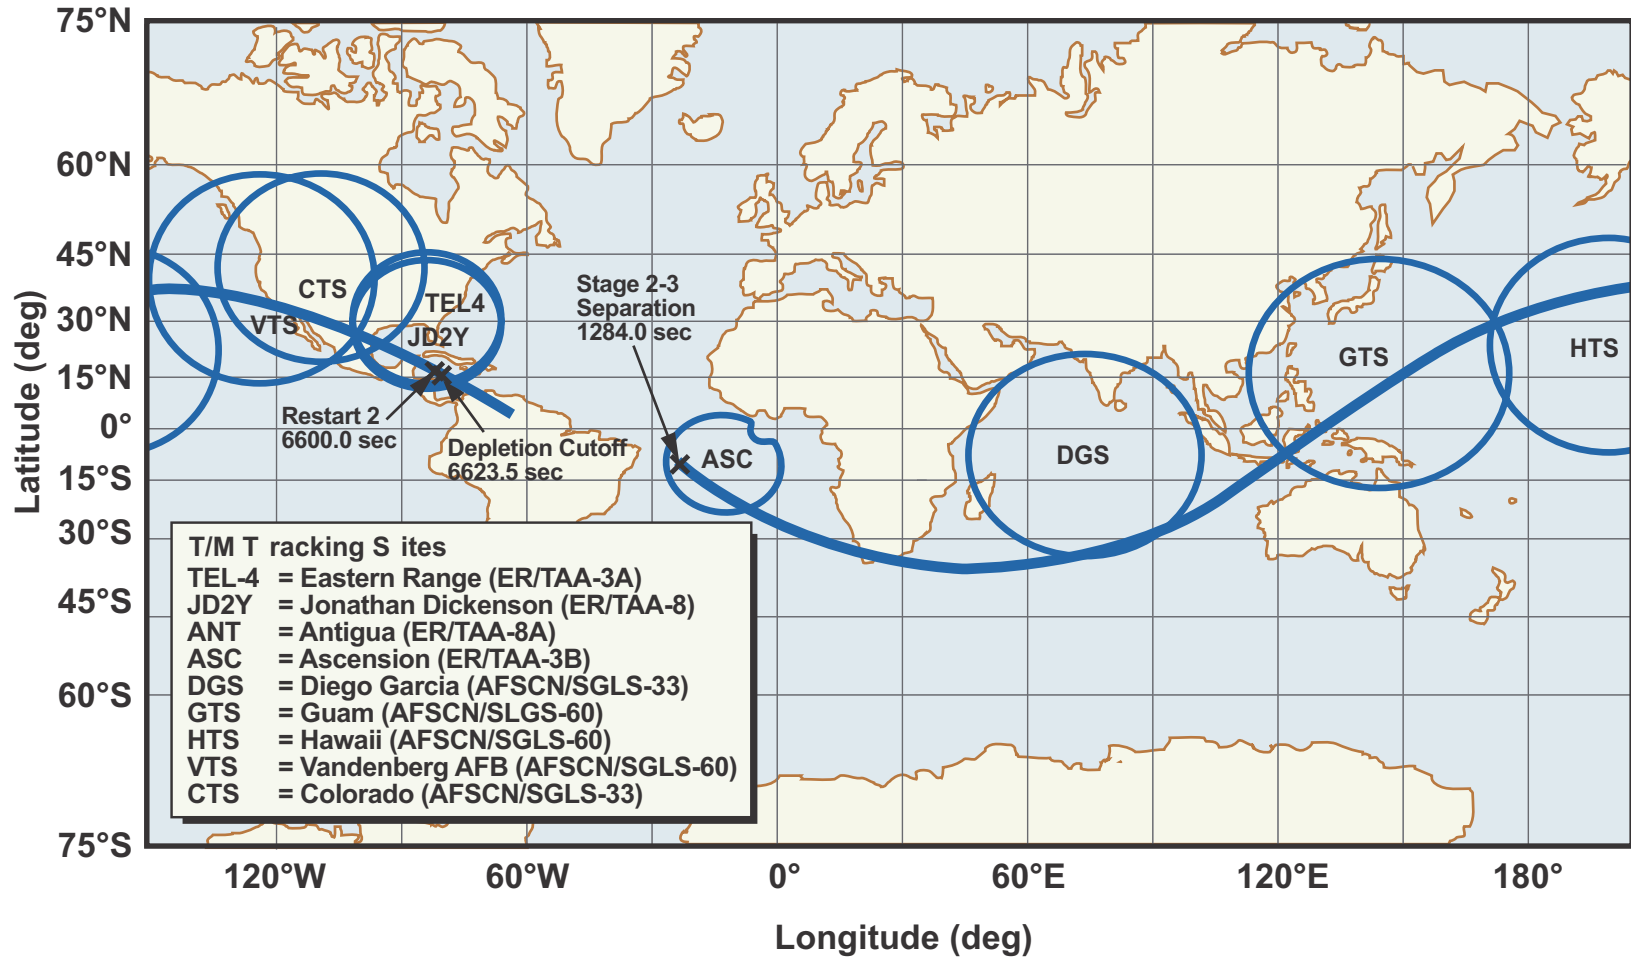 75°N
60°N
45°N
30°N
15°N
0°
15°S
30°S
45°S
60°S
75°S
Latitude (deg)
CTS
VTS
TEL4
JD2Y
Restart 2
6600.0 sec
Depletion Cutoff
6623.5 sec
Stage 2-3
Separation
1284.0 sec
ASC
DGS
GTS
HTS
T/M T racking S ites
TEL-4 = Eastern Range (ER/TAA-3A)
JD2Y = Jonathan Dickenson (ER/TAA-8)
ANT = Antigua (ER/TAA-8A)
ASC = Ascension (ER/TAA-3B)
DGS = Diego Garcia (AFSCN/SGLS-33)
GTS = Guam (AFSCN/SLGS-60)
HTS = Hawaii (AFSCN/SGLS-60)
VTS = Vandenberg AFB (AFSCN/SGLS-60)
CTS = Colorado (AFSCN/SGLS-33)
120°W 60°W 0° 60°E 120°E 180°
Longitude (deg)